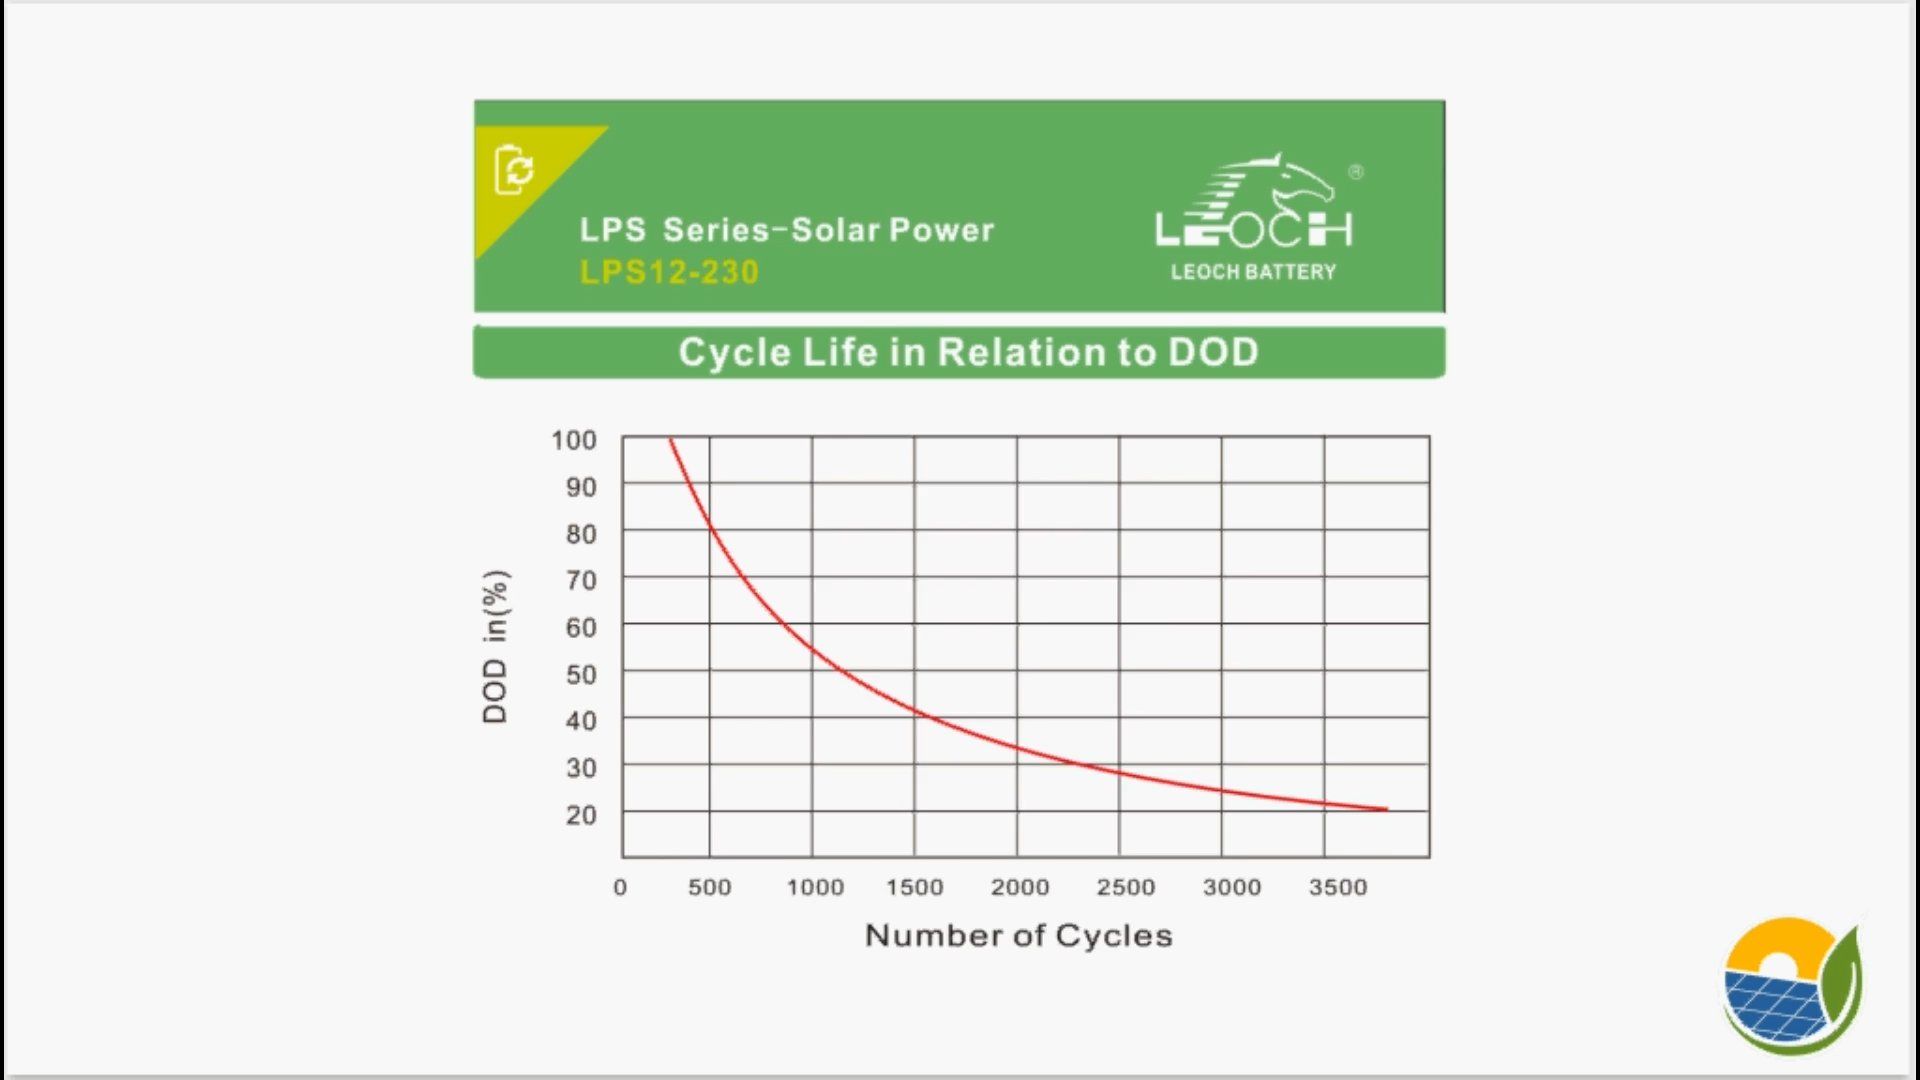 LPS Series-Solar Power
LPS12-230
LEOCH
®
LEOCH BATTERY
Cycle Life in Relation to DOD
100
90
80
70
60
50
40
30
20
DOD in(%)
0 500 1000 1500 2000 2500 3000 3500
Number of Cycles